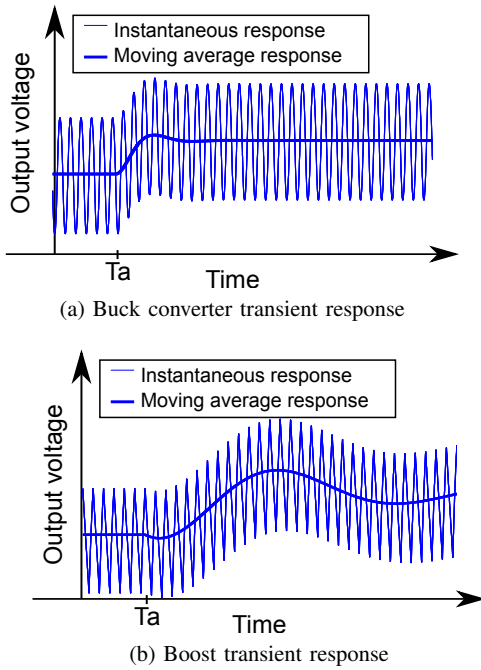 Instantaneous response
Moving average response
Output voltage
Ta
Time
(a) Buck converter transient response
Instantaneous response
Moving average response
Output voltage
Ta
Time
(b) Boost transient response